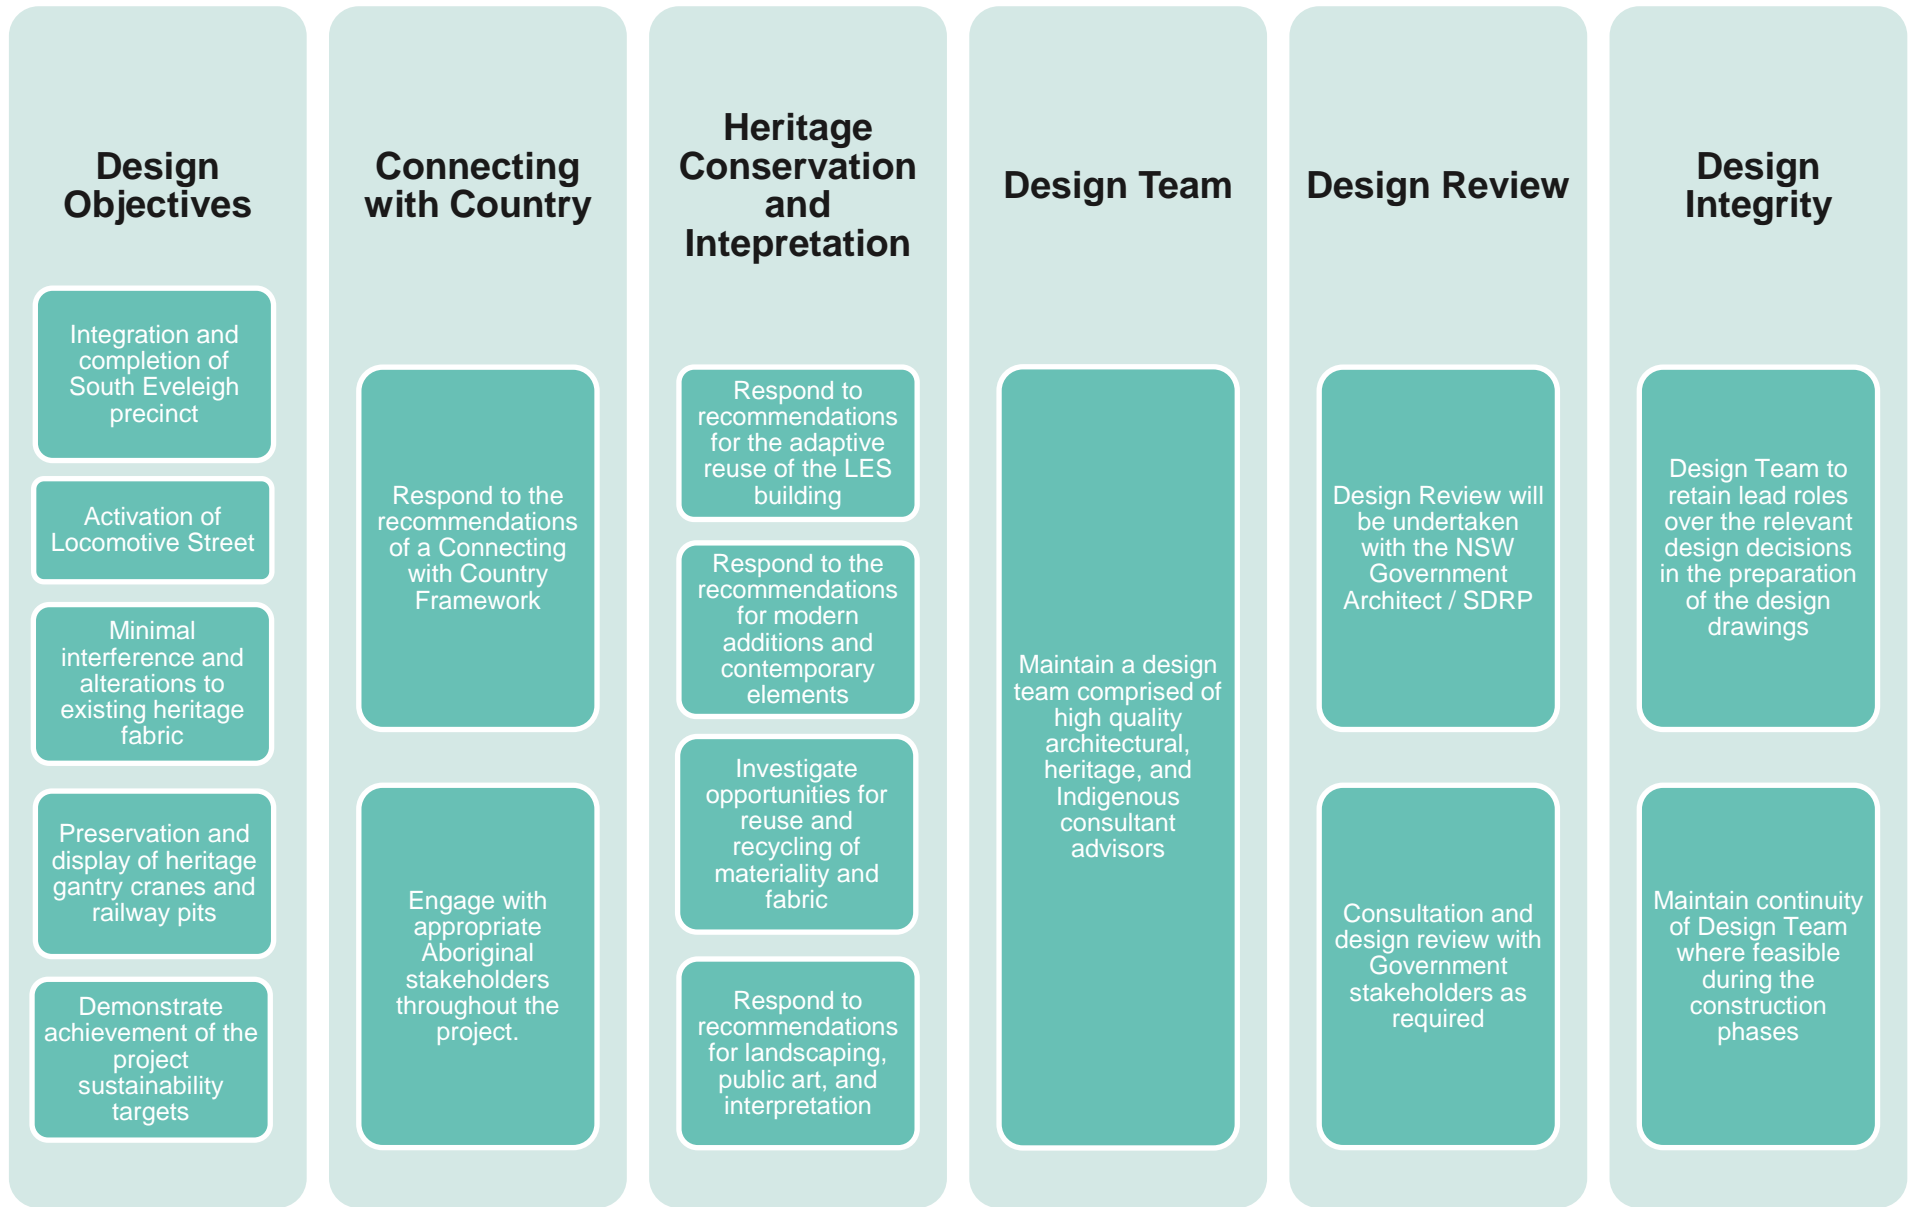 Design
Objectives
Integration and
completion of
South Eveleigh
precinct
Activation of
Locomotive Street
Minimal
interference and
alterations to
existing heritage
fabric
Preservation and
display of heritage
gantry cranes and
railway pits
Demonstrate
achievement of the
project
sustainability
targets
Connecting
with Country
Respond to the
recommendations
of a Connecting
with Country
Framework
Engage with
appropriate
Aboriginal
stakeholders
throughout the
project.
Heritage
Conservation
and
Intepretation
Respond to
recommendations
for the adaptive
reuse of the LES
building
Respond to the
recommendations
for modern
additions and
contemporary
elements
Investigate
opportunities for
reuse and
recycling of
materiality and
fabric
Respond to
recommendations
for landscaping,
public art, and
interpretation
Design Team
Maintain a design
team comprised of
high quality
architectural,
heritage, and
Indigenous
consultant
advisors
Design Review
Design Review will
be undertaken
with the NSW
Government
Architect / SDRP
Consultation and
design review with
Government
stakeholders as
required
Design
Integrity
Design Team to
retain lead roles
over the relevant
design decisions
in the preparation
of the design
drawings
Maintain continuity
of Design Team
where feasible
during the
construction
phases